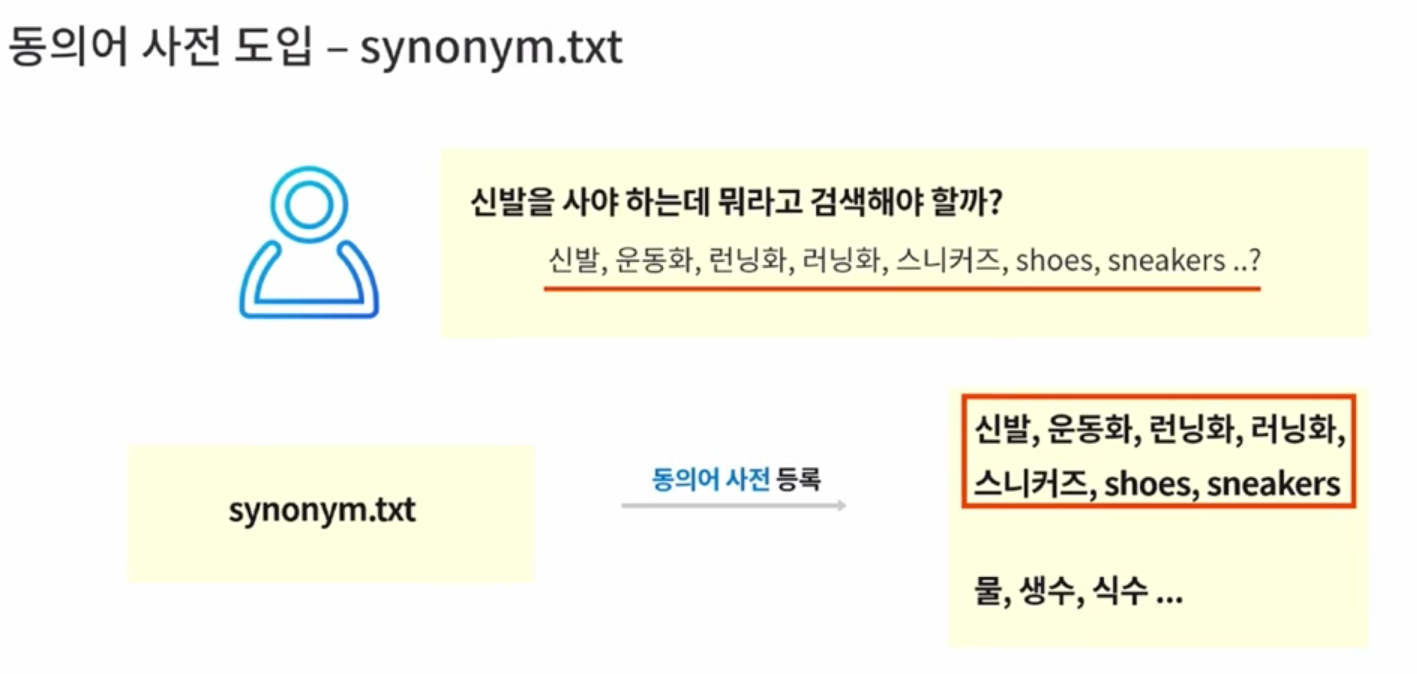 동의어 사전 도입 – synonym.txt
신발을 사야 하는데 뭐라고 검색해야 할까?
신발, 운동화, 런닝화, 러닝화, 스니커즈, shoes, sneakers ..?
synonym.txt
동의어 사전 등록
신발, 운동화, 런닝화, 러닝화,
스니커즈, shoes, sneakers
물, 생수, 식수 ...